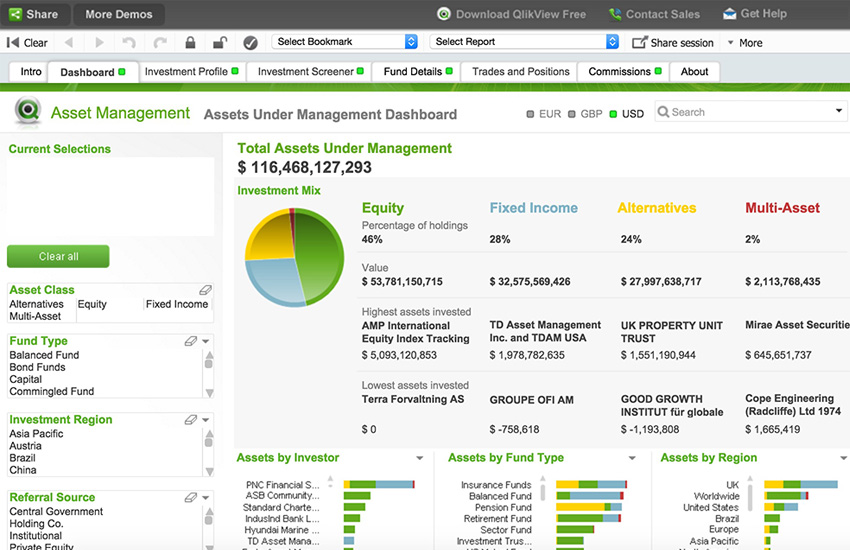 Share More Demos Download QlikView Free Contact Sales Get Help
Clear Select Bookmark Select Report Share session More
Intro Dashboard Investment Profile Investment Screener Fund Details Trades and Positions Commissions About
Asset Management Assets Under Management Dashboard EUR GBP USD Search
Current Selections
Clear all
Asset Class
Alternatives Equity Fixed Income
Multi-Asset
Fund Type
Balanced Fund
Bond Funds
Capital
Commingled Fund
Investment Region
Asia Pacific
Austria
Brazil
China
Referral Source
Central Government
Holding Co.
Institutional
Private Equity
Total Assets Under Management
$ 116,468,127,293
Investment Mix
Equity Fixed Income Alternatives Multi-Asset
Percentage of holdings
46% 28% 24% 2%
Value
$ 53,781,150,715 $ 32,575,569,426 $ 27,997,638,717 $ 2,113,768,435
Highest assets invested
AMP International TD Asset Management UK PROPERTY UNIT Mirae Asset Securitie
Equity Index Tracking Inc. and TDAM USA TRUST
$ 5,093,120,853 $ 1,978,782,635 $ 1,551,190,944 $ 645,651,737
Lowest assets invested
Terra Forvaltning AS GROUPE OFI AM GOOD GROWTH Cope Engineering
INSTITUT für globale (Radcliffe) Ltd 1974
$ 0 $ -758,618 $ -1,193,808 $ 1,665,419
Assets by Investor Assets by Fund Type Assets by Region
PNC Financial S... Insurance Funds UK
ASB Community... Balanced Fund Worldwide
Standard Charte... Pension Fund United States
IndusInd Bank L... Retirement Fund Brazil
Hyundai Marine ... Sector Fund Europe
TD Asset Mana... Investment Trus... Asia Pacific